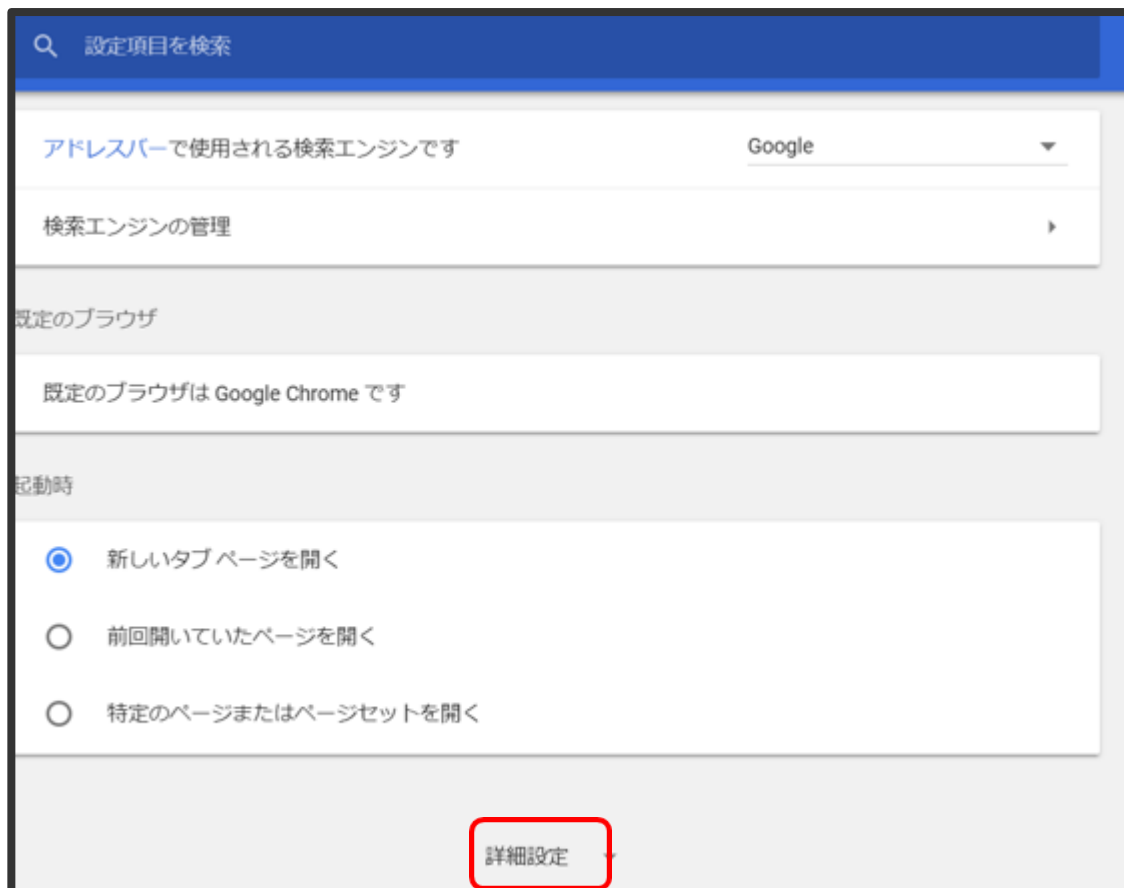 設定項目を検索
アドレスバーで使用される検索エンジンです
Google
検索エンジンの管理
既定のブラウザ
既定のブラウザは Google Chrome です
起動時
新しいタブ ページを開く
前回開いていたページを開く
特定のページまたはページセットを開く
詳細設定